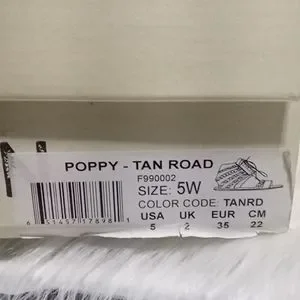 POPPY - TAN ROAD
F990002
SIZE: 5W
COLOR CODE: TANRD
USA UK EUR CM
5 2 35 22